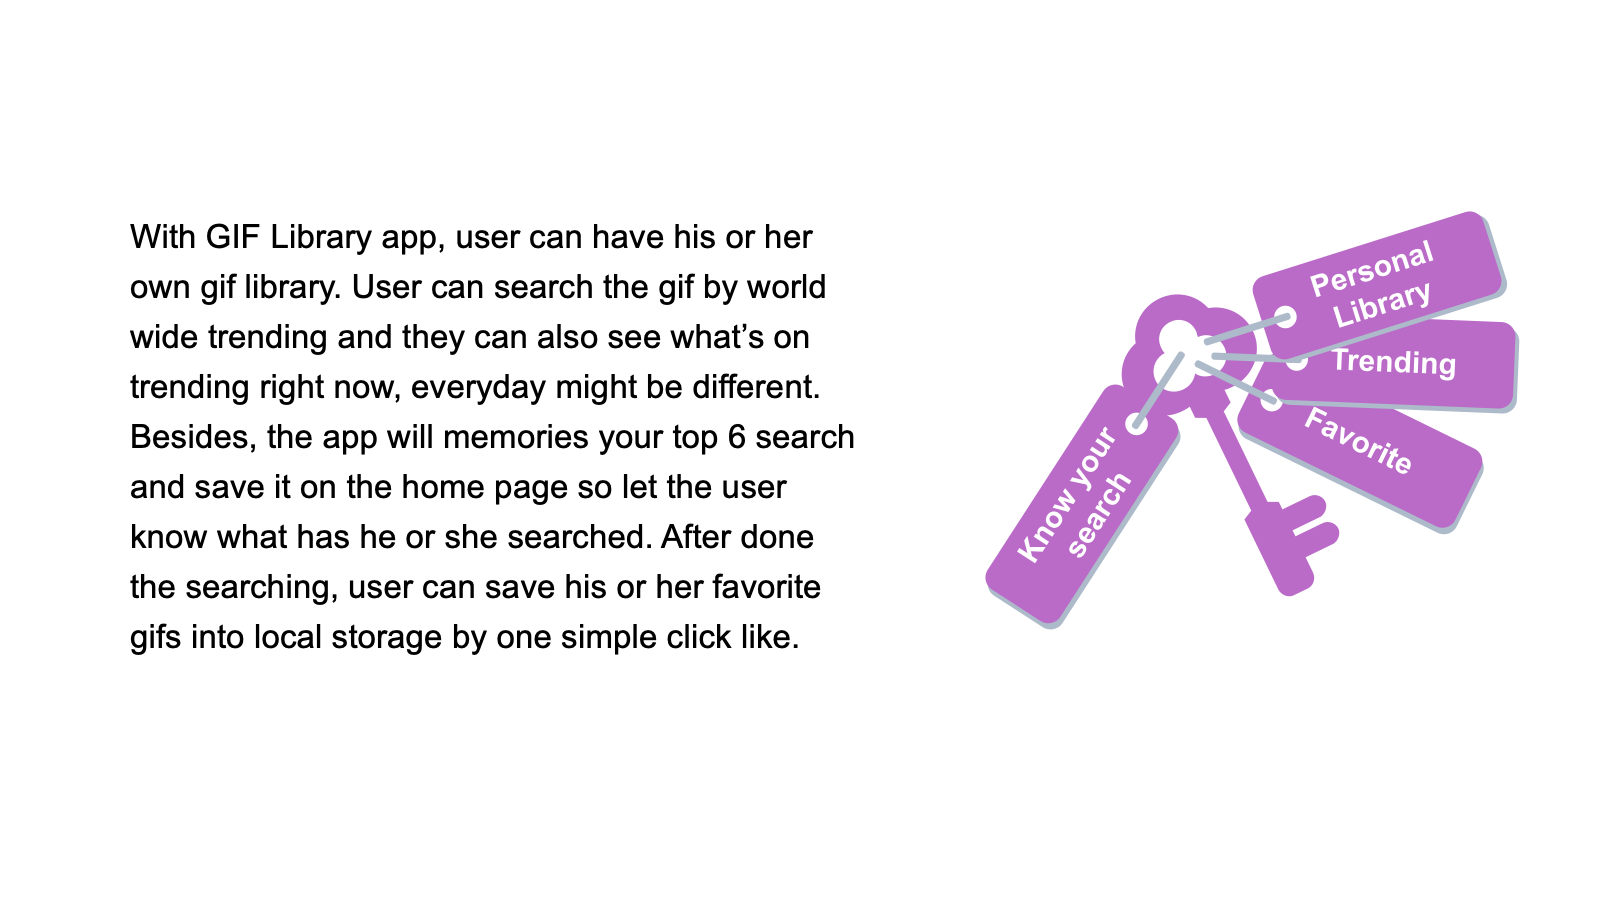 With GIF Library app, user can have his or her
own gif library. User can search the gif by world
wide trending and they can also see what’s on
trending right now, everyday might be different.
Besides, the app will memories your top 6 search
and save it on the home page so let the user
know what has he or she searched. After done
the searching, user can save his or her favorite
gifs into local storage by one simple click like.
Personal
Library
Trending
Favorite
Know your
search